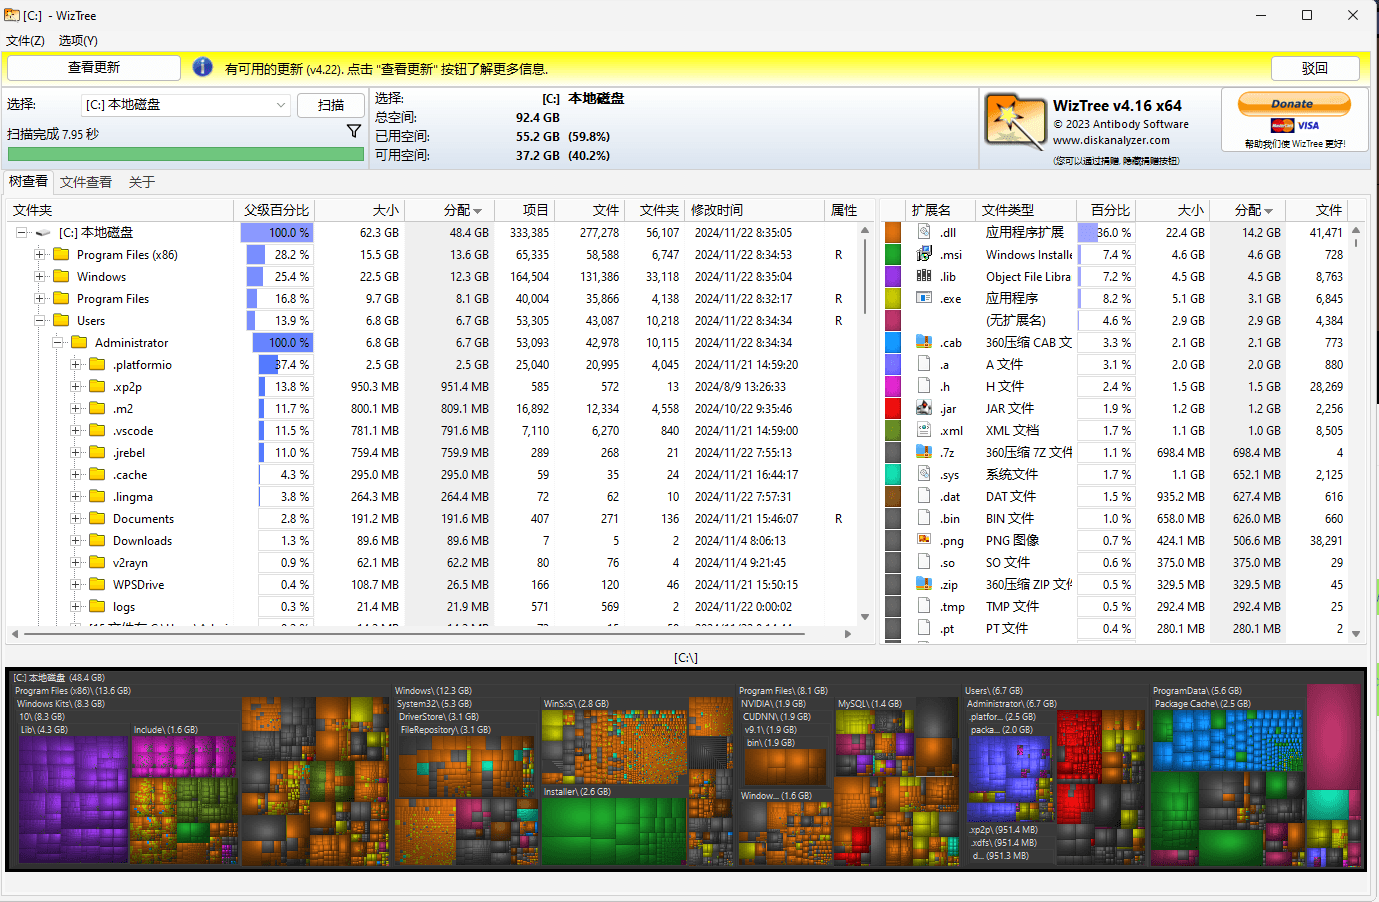 [C:] - WizTree
文件(Z) 选项(Y)
查看更新 有可用的更新 (v4.22). 点击 "查看更新" 按钮了解更多信息. 驳回
选择: [C:] 本地磁盘 扫描
扫描完成 7.95 秒
选择: [C:] 本地磁盘
总空间: 92.4 GB
已用空间: 55.2 GB (59.8%)
可用空间: 37.2 GB (40.2%)
WizTree v4.16 x64
© 2023 Antibody Software
www.diskanalyzer.com
(您可以通过捐赠, 隐藏捐赠按钮)
Donate
MasterCard VISA
帮助我们使 WizTree 更好!
树查看 文件查看 关于
文件夹 父级百分比 大小 分配 项目 文件 文件夹 修改时间 属性
[C:] 本地磁盘 100.0 % 62.3 GB 48.4 GB 333,385 277,278 56,107 2024/11/22 8:35:05
Program Files (x86) 28.2 % 15.5 GB 13.6 GB 65,335 58,588 6,747 2024/11/22 8:34:53 R
Windows 25.4 % 22.5 GB 12.3 GB 164,504 131,386 33,118 2024/11/22 8:35:04
Program Files 16.8 % 9.7 GB 8.1 GB 40,004 35,866 4,138 2024/11/22 8:32:17 R
Users 13.9 % 6.8 GB 6.7 GB 53,305 43,087 10,218 2024/11/22 8:34:34 R
Administrator 100.0 % 6.8 GB 6.7 GB 53,093 42,978 10,115 2024/11/22 8:34:34
.platformio 37.4 % 2.5 GB 2.5 GB 25,040 20,995 4,045 2024/11/21 14:59:20
.xp2p 13.8 % 950.3 MB 951.4 MB 585 572 13 2024/8/9 13:26:33
.m2 11.7 % 800.1 MB 809.1 MB 16,892 12,334 4,558 2024/10/22 9:35:46
.vscode 11.5 % 781.1 MB 791.6 MB 7,110 6,270 840 2024/11/21 14:59:00
.jrebel 11.0 % 759.4 MB 759.9 MB 289 268 21 2024/11/22 7:55:13
.cache 4.3 % 295.0 MB 295.0 MB 59 35 24 2024/11/21 16:44:17
.lingma 3.8 % 264.3 MB 264.4 MB 72 62 10 2024/11/22 7:57:31
Documents 2.8 % 191.2 MB 191.6 MB 407 271 136 2024/11/21 15:46:07 R
Downloads 1.3 % 89.6 MB 89.6 MB 7 5 2 2024/11/4 8:06:13
v2rayn 0.9 % 62.1 MB 62.2 MB 80 76 4 2024/11/4 9:21:45
WPSDrive 0.4 % 108.7 MB 26.5 MB 166 120 46 2024/11/21 15:50:15
logs 0.3 % 21.4 MB 21.9 MB 571 569 2 2024/11/22 0:00:02
扩展名 文件类型 百分比 大小 分配 文件
.dll 应用程序扩展 36.0 % 22.4 GB 14.2 GB 41,471
.msi Windows Installe 7.4 % 4.6 GB 4.6 GB 728
.lib Object File Libra 7.2 % 4.5 GB 4.5 GB 8,763
.exe 应用程序 8.2 % 5.1 GB 3.1 GB 6,845
(无扩展名) 4.6 % 2.9 GB 2.9 GB 4,384
.cab 360压缩 CAB 文 3.3 % 2.1 GB 2.1 GB 773
.a A 文件 3.1 % 2.0 GB 2.0 GB 880
.h H 文件 2.4 % 1.5 GB 1.5 GB 28,269
.jar JAR 文件 1.9 % 1.2 GB 1.2 GB 2,256
.xml XML 文档 1.7 % 1.1 GB 1.0 GB 8,505
.7z 360压缩 7Z 文件 1.1 % 698.4 MB 698.4 MB 4
.sys 系统文件 1.7 % 1.1 GB 652.1 MB 2,125
.dat DAT 文件 1.5 % 935.2 MB 627.4 MB 616
.bin BIN 文件 1.0 % 658.0 MB 626.0 MB 660
.png PNG 图像 0.7 % 424.1 MB 506.6 MB 38,291
.so SO 文件 0.6 % 375.0 MB 375.0 MB 29
.zip 360压缩 ZIP 文件 0.5 % 329.5 MB 329.5 MB 45
.tmp TMP 文件 0.5 % 292.4 MB 292.4 MB 25
.pt PT 文件 0.4 % 280.1 MB 280.1 MB 2
[C:\]
[C:] 本地磁盘 (48.4 GB)
Program Files (x86)\ (13.6 GB)
Windows Kits\ (8.3 GB)
10\ (8.3 GB)
Lib\ (4.3 GB)
Include\ (1.6 GB)
Windows\ (12.3 GB)
System32\ (5.3 GB)
DriverStore\ (3.1 GB)
FileRepository\ (3.1 GB)
WinSxS\ (2.8 GB)
Installer\ (2.6 GB)
Program Files\ (8.1 GB)
NVIDIA\ (1.9 GB)
CUDNN\ (1.9 GB)
v9.1\ (1.9 GB)
bin\ (1.9 GB)
Window... (1.6 GB)
MySQL\ (1.4 GB)
Users\ (6.7 GB)
Administrator\ (6.7 GB)
.platfor... (2.5 GB)
packa... (2.0 GB)
.xp2p\ (951.4 MB)
.xdfs\ (951.4 MB)
d... (951.3 MB)
ProgramData\ (5.6 GB)
Package Cache\ (2.5 GB)